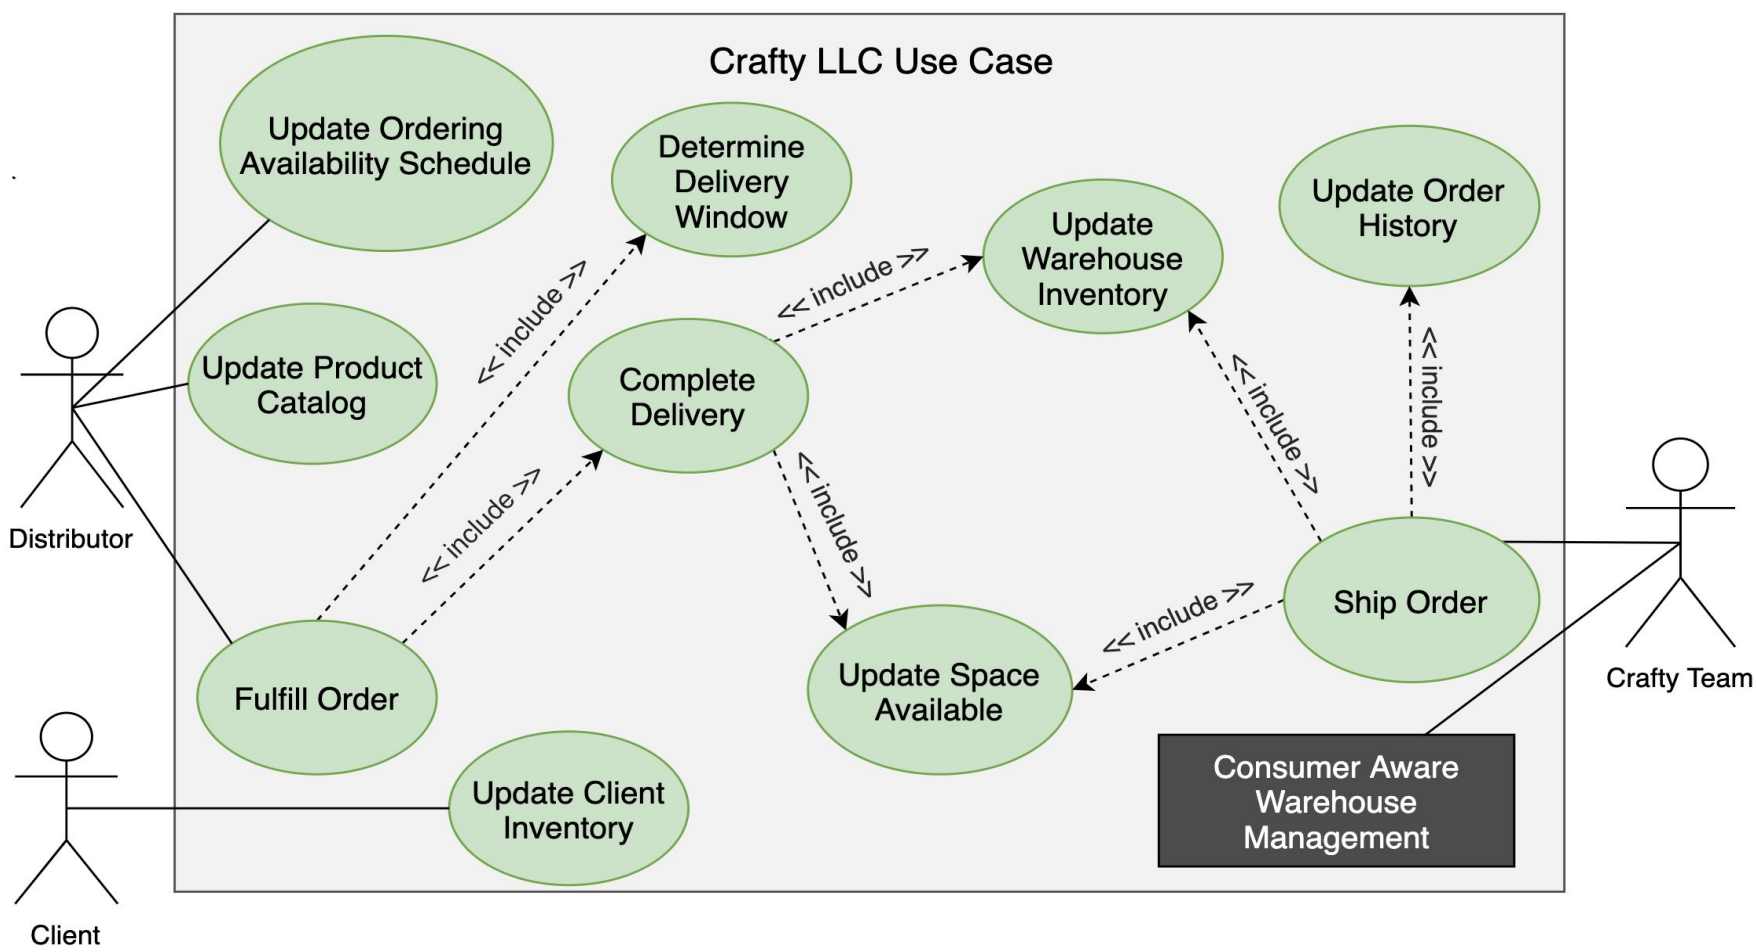 Crafty LLC Use Case
Update Ordering
Availability Schedule
Determine
Delivery
Window
Update
Warehouse
Inventory
Update Order
History
<< include >>
<< include >>
Update Product
Catalog
Complete
Delivery
<< include >>
<< include >>
<< include >>
<< include >>
Distributor
Fulfill Order
Update Space
Available
<< include >>
Ship Order
Crafty Team
Update Client
Inventory
Consumer Aware
Warehouse
Management
Client